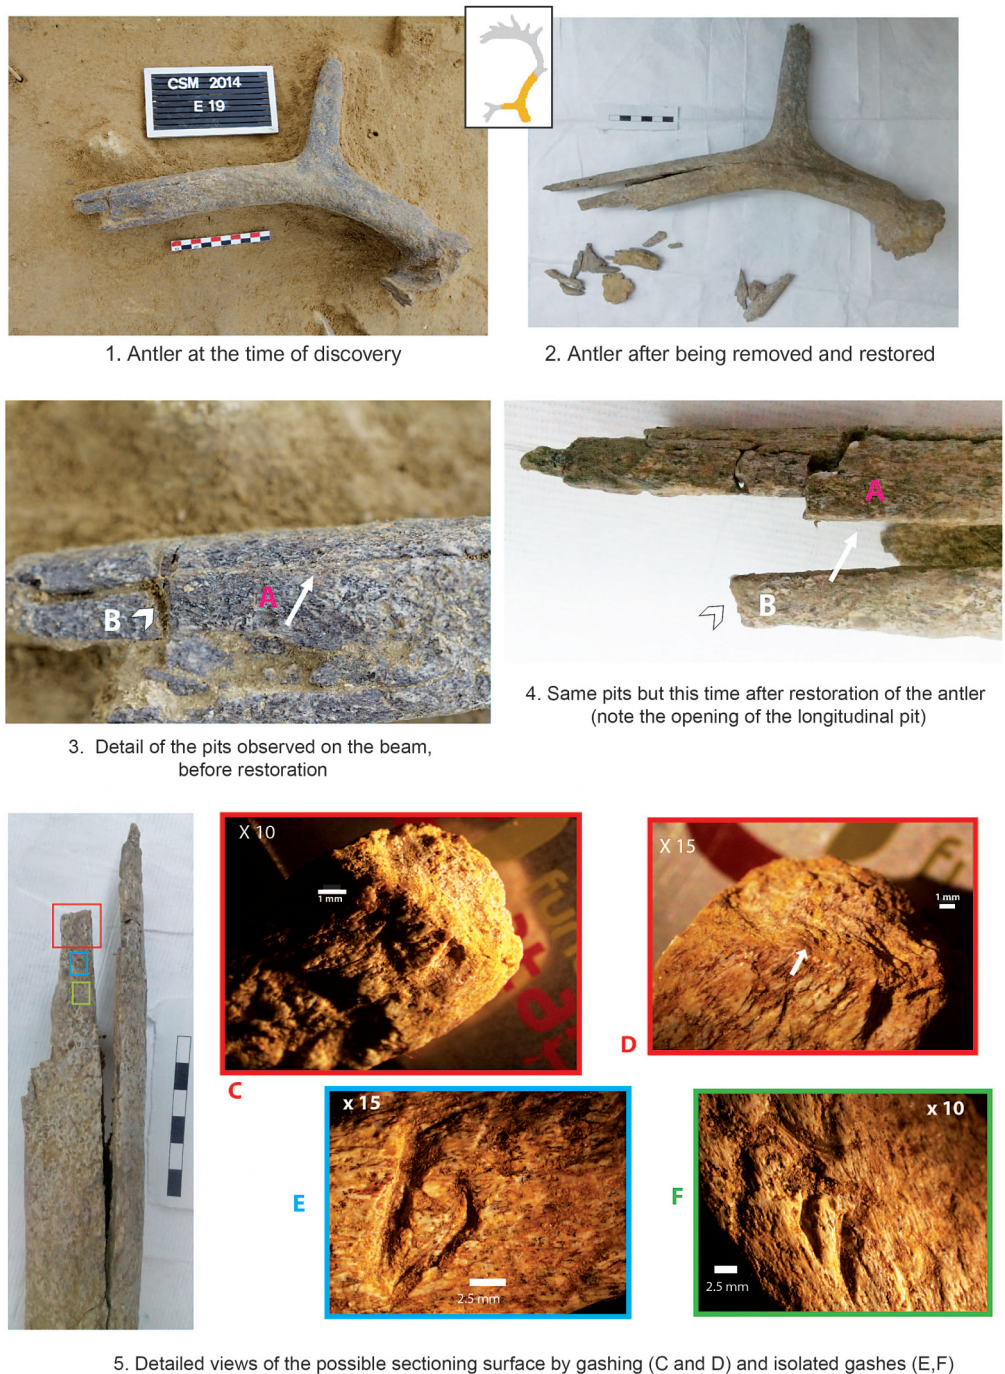 CSM 2014
E 19
1. Antler at the time of discovery
2. Antler after being removed and restored
A
B
3. Detail of the pits observed on the beam,
before restoration
A
B
4. Same pits but this time after restoration of the antler
(note the opening of the longitudinal pit)
X 10
1 mm
C
X 15
1 mm
D
x 15
2.5 mm
E
x 10
2.5 mm
F
5. Detailed views of the possible sectioning surface by gashing (C and D) and isolated gashes (E,F)